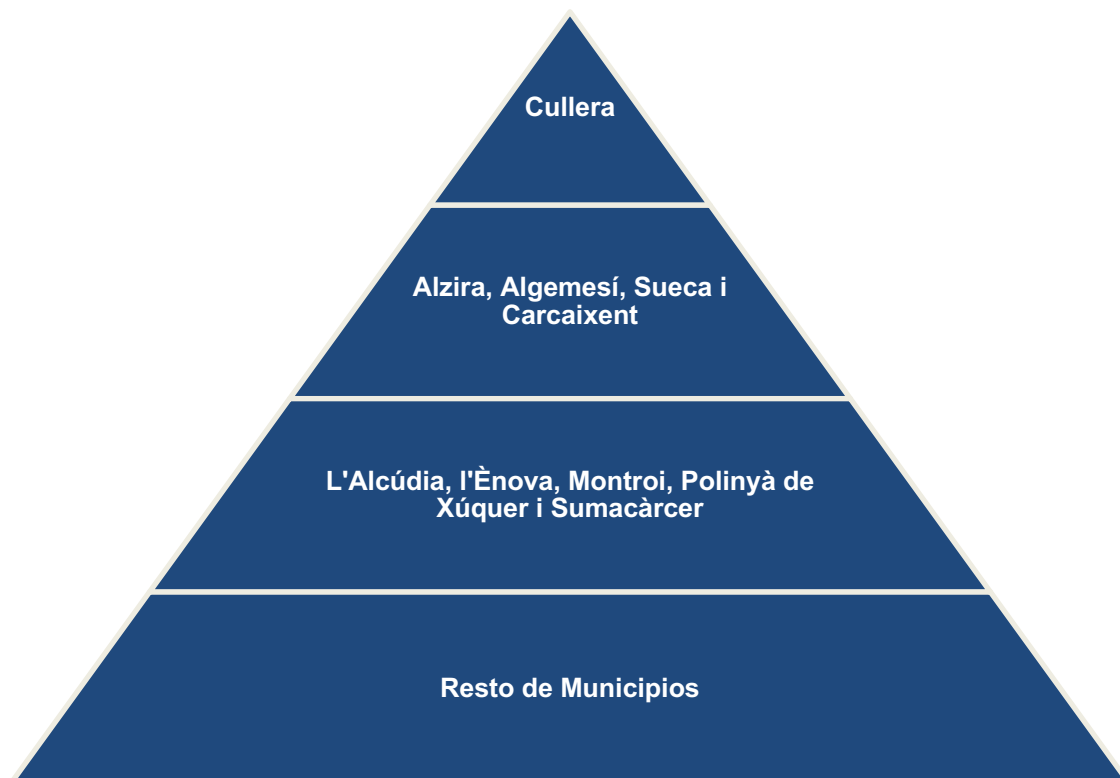 Cullera
Alzira, Algemesí, Sueca i
Carcaixent
L'Alcúdia, l'Ènova, Montroi, Polinyà de
Xúquer i Sumacàrcer
Resto de Municipios